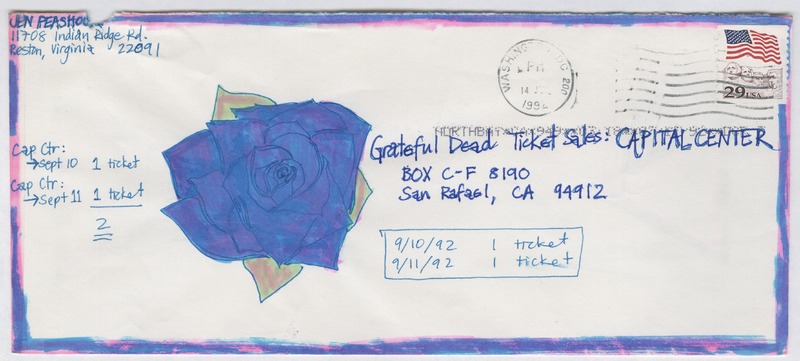 JEN PEASHO
11708 Indian Ridge Rd.
Reston, Virginia 22091
WASHINGTON, DC 200
PM
14 JUL
1992
29 USA
Grateful Dead Ticket Sales: CAPITAL CENTER
BOX C-F 8190
San Rafael, CA 94912
Cap Ctr:
→ Sept 10 1 ticket
Cap Ctr:
→ Sept 11 1 ticket
2
9/10/92 1 ticket
9/11/92 1 ticket